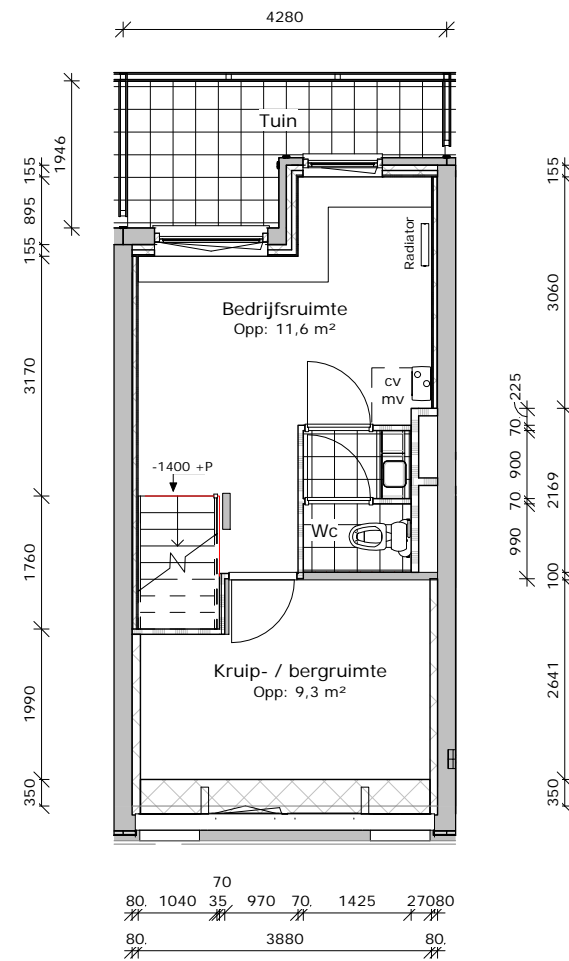 4280
1946
155
895
155
3170
1760
1990
350
Tuin
Radiator
Bedrijfsruimte
Opp: 11,6 m²
cv
mv
-1400 +P
Wc
Kruip- / bergruimte
Opp: 9,3 m²
155
3060
2169
100
2641
350
225
70
900
70
990
70
80. 1040 35 970 70. 1425 27080
80. 3880 80.